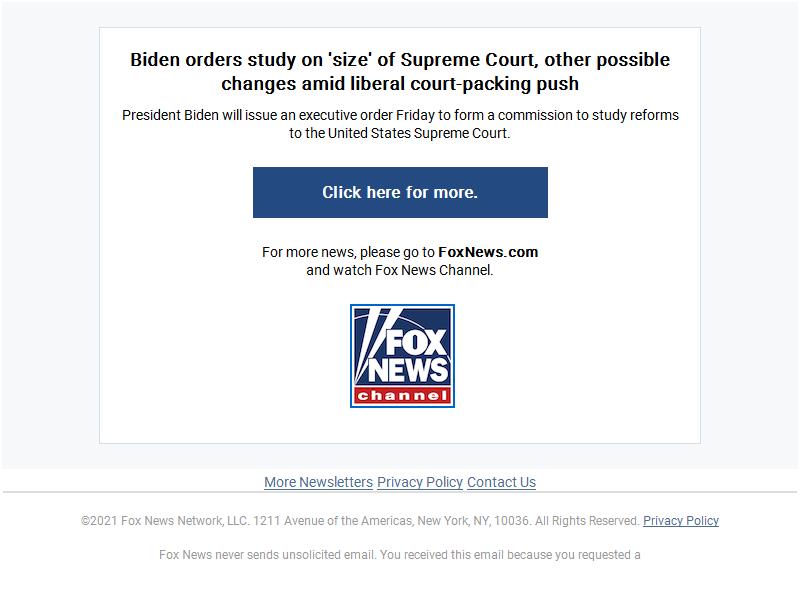 Biden orders study on 'size' of Supreme Court, other possible
changes amid liberal court-packing push
President Biden will issue an executive order Friday to form a commission to study reforms
to the United States Supreme Court.
Click here for more.
For more news, please go to FoxNews.com
and watch Fox News Channel.
FOX
NEWS
channel
More Newsletters Privacy Policy Contact Us
©2021 Fox News Network, LLC. 1211 Avenue of the Americas, New York, NY, 10036. All Rights Reserved. Privacy Policy
Fox News never sends unsolicited email. You received this email because you requested a